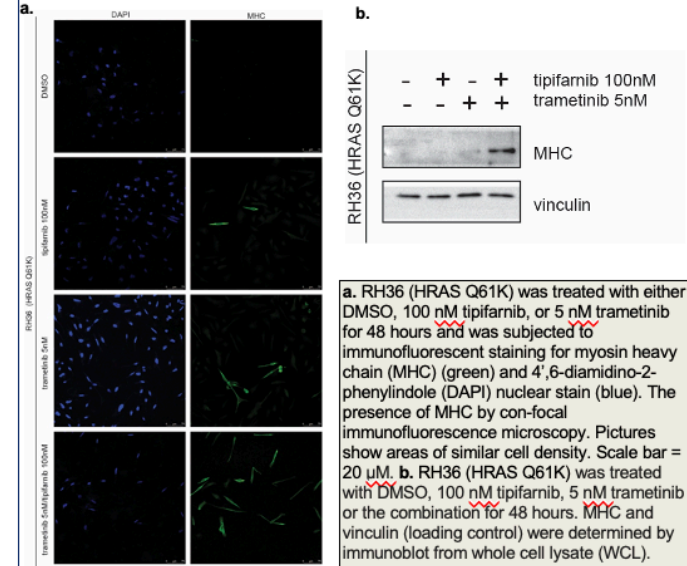 a.
DAPI
MHC
RH36 (HRAS Q61K)
DMSO
tipifarnib 100nM
trametinib 5nM
trametinib 5nM/tipifarnib 100nM
b.
RH36 (HRAS Q61K)
- + - + tipifarnib 100nM
- - + + trametinib 5nM
MHC
vinculin
a. RH36 (HRAS Q61K) was treated with either
DMSO, 100 nM tipifarnib, or 5 nM trametinib
for 48 hours and was subjected to
immunofluorescent staining for myosin heavy
chain (MHC) (green) and 4',6-diamidino-2-
phenylindole (DAPI) nuclear stain (blue). The
presence of MHC by con-focal
immunofluorescence microscopy. Pictures
show areas of similar cell density. Scale bar =
20 µM. b. RH36 (HRAS Q61K) was treated
with DMSO, 100 nM tipifarnib, 5 nM trametinib
or the combination for 48 hours. MHC and
vinculin (loading control) were determined by
immunoblot from whole cell lysate (WCL).